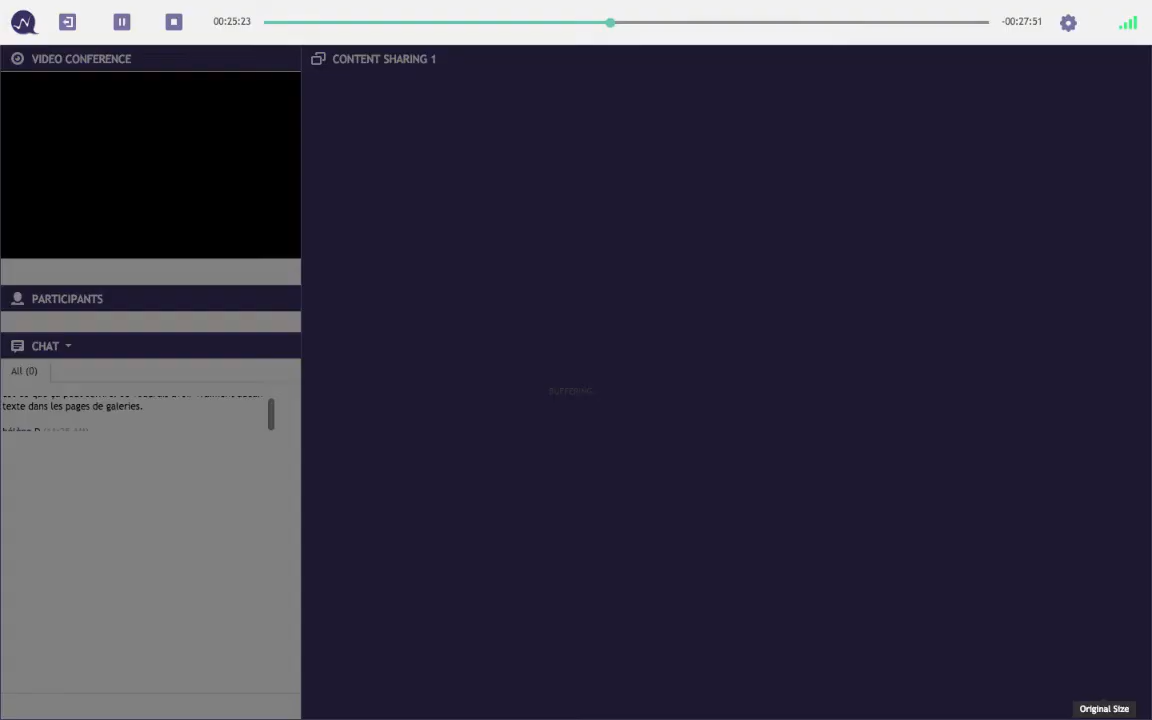 00:25:23
-00:27:51
VIDEO CONFERENCE
CONTENT SHARING 1
PARTICIPANTS
CHAT
All (0)
texte dans les pages de galeries.
BUFFERING
Original Size